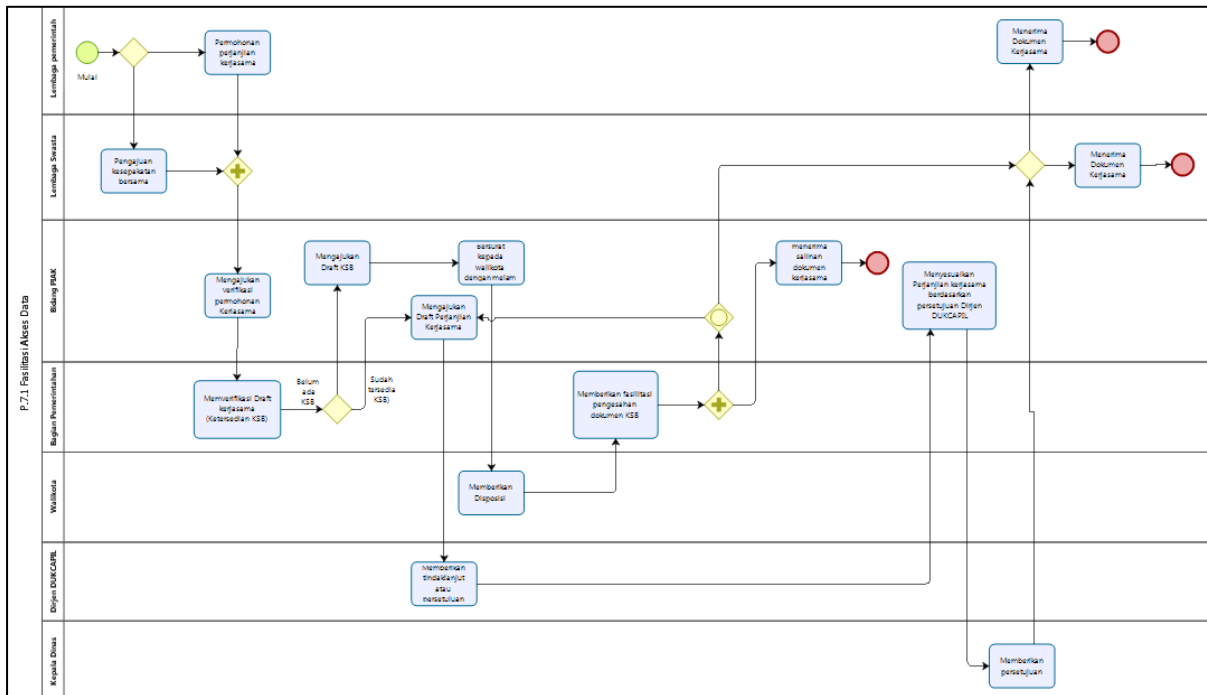 P.7.1 Fasilitasi Akses Data
Lembaga pemerintah
Mulai
Permohonan
perjanjian
kerjasama
Menerima
Dokumen
Kerjasama
Lembaga Swasta
Pengajuan
kesepakatan
bersama
Menerima
Dokumen
Kerjasama
Bidang PIAK
Mengajukan
verifikasi
permohonan
Kerjasama
Mengajukan
Draft KSB
Bersurat
kepada
walikota
dengan melam
Mengajukan
Draft Perjanjian
Kerjasama
menerima
salinan
dokumen
kerjasama
Menyesuaikan
Perjanjian kerjasama
berdasarkan
persetujuan Dirjen
DUKCAPIL
Bagian Pemerintahan
Memverifikasi Draft
kerjasama
(Ketersedian KSB)
Belum
ada
KSB
Sudah
tersedia
KSB)
Memberikan fasilitasi
pengesahan
dokumen KSB
Walikota
Memberikan
Disposisi
Dirjen DUKCAPIL
Memberikan
tindaklanjut
atau
persetujuan
Kepala Dinas
Memberikan
persetujuan